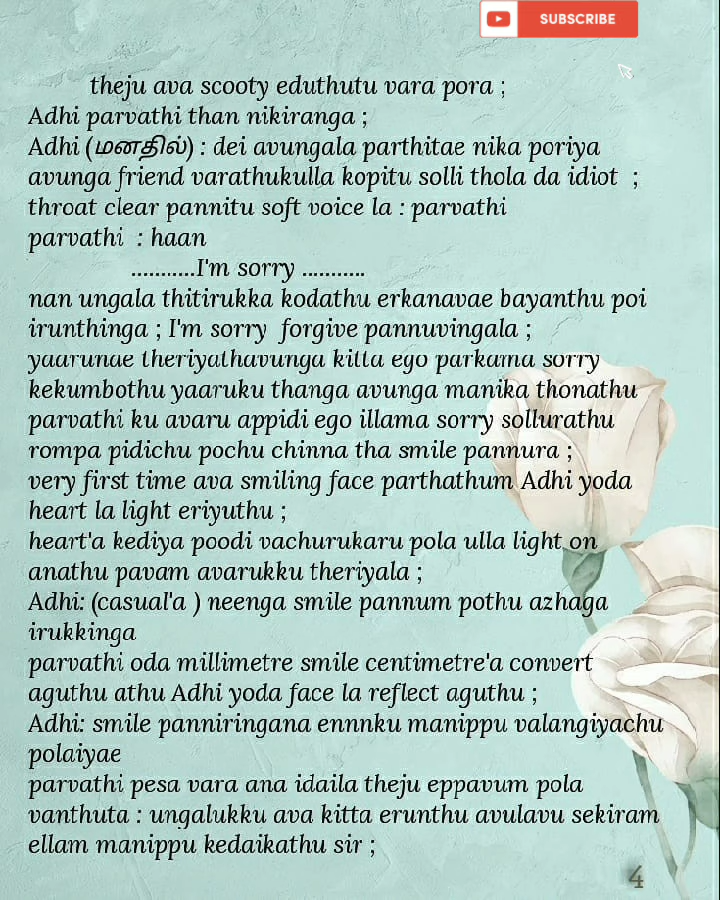 SUBSCRIBE
theju ava scooty eduthutu vara pora ;
Adhi parvathi than nikiranga ;
Adhi (மனதில்) : dei avungala parthitae nika poriya
avunga friend varathukulla kopitu solli thola da idiot ;
throat clear pannitu soft voice la : parvathi
parvathi : haan
...........I'm sorry ...........
nan ungala thitirukka kodathu erkanavae bayanthu poi
irunthinga ; I'm sorry forgive pannuvingala ;
yaarunae theriyathavunga kitta ego parkama sorry
kekumbothu yaaruku thanga avunga manika thonathu
parvathi ku avaru appidi ego illama sorry sollurathu
rompa pidichu pochu chinna tha smile pannura ;
very first time ava smiling face parthathum Adhi yoda
heart la light eriyuthu ;
heart'a kediya poodi vachurukaru pola ulla light on
anathu pavam avarukku theriyala ;
Adhi: (casual'a ) neenga smile pannum pothu azhaga
irukkinga
parvathi oda millimetre smile centimetre'a convert
aguthu athu Adhi yoda face la reflect aguthu ;
Adhi: smile panniringana ennnku manippu valangiyachu
polaiyae
parvathi pesa vara ana idaila theju eppavum pola
vanthuta : ungalukku ava kitta erunthu avulavu sekiram
ellam manippu kedaikathu sir ;
4